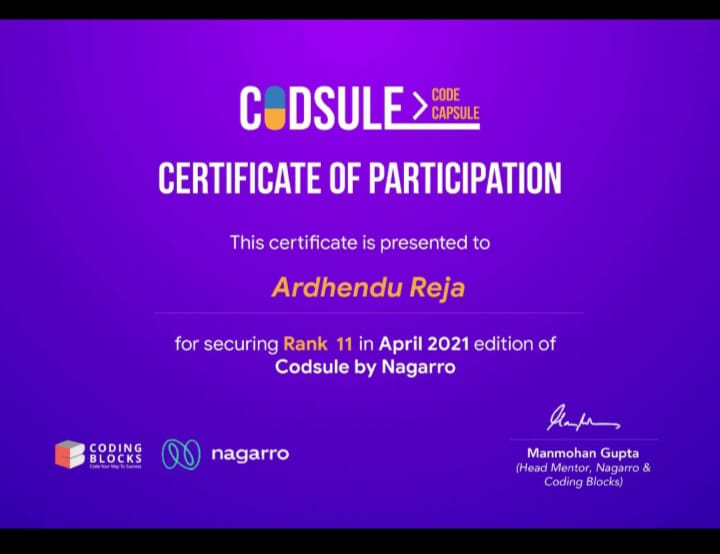 CODSULE > CODE
CAPSULE
CERTIFICATE OF PARTICIPATION
This certificate is presented to
Ardhendu Reja
for securing Rank 11 in April 2021 edition of
Codsule by Nagarro
CODING
BLOCKS
Code Your Way To Success
nagarro
Manmohan Gupta
(Head Mentor, Nagarro &
Coding Blocks)